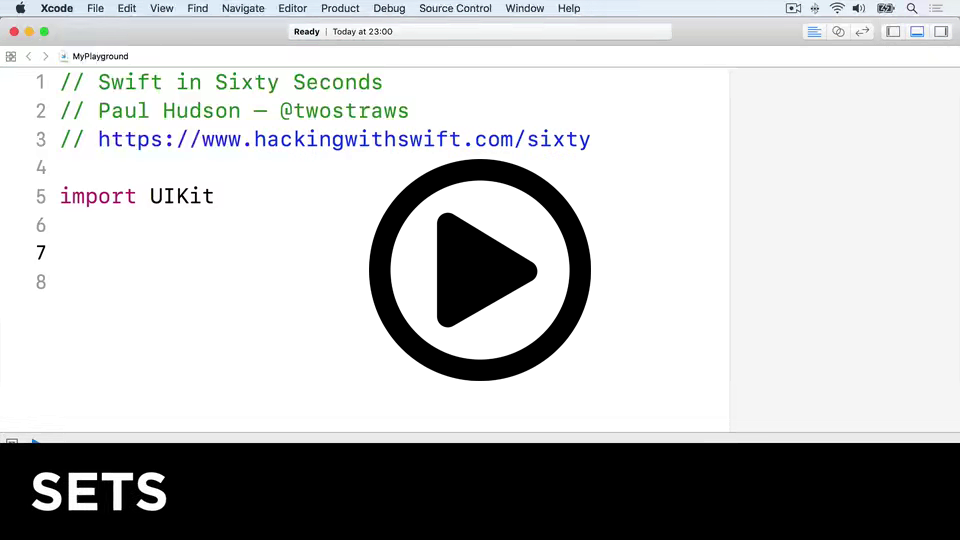 Xcode File Edit View Find Navigate Editor Product Debug Source Control Window Help
Ready | Today at 23:00
MyPlayground
1 // Swift in Sixty Seconds
2 // Paul Hudson — @twostraws
3 // https://www.hackingwithswift.com/sixty
4
5 import UIKit
6
7
8
SETS